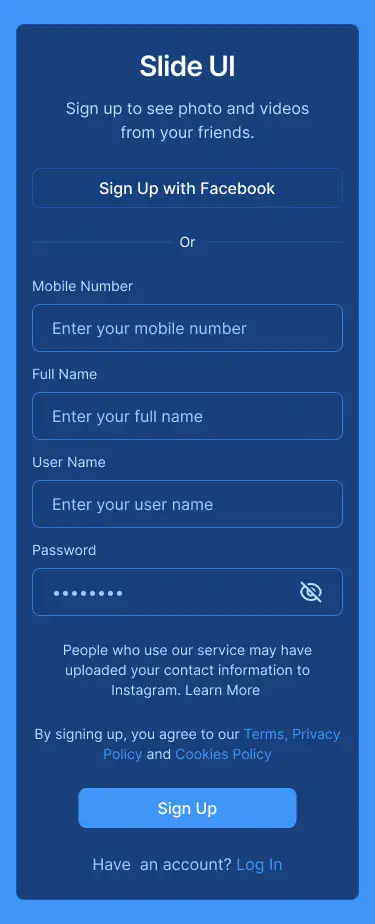 Slide UI
Sign up to see photo and videos
from your friends.
Sign Up with Facebook
Or
Mobile Number
Enter your mobile number
Full Name
Enter your full name
User Name
Enter your user name
Password
People who use our service may have
uploaded your contact information to
Instagram. Learn More
By signing up, you agree to our Terms, Privacy
Policy and Cookies Policy
Sign Up
Have  an account? Log In